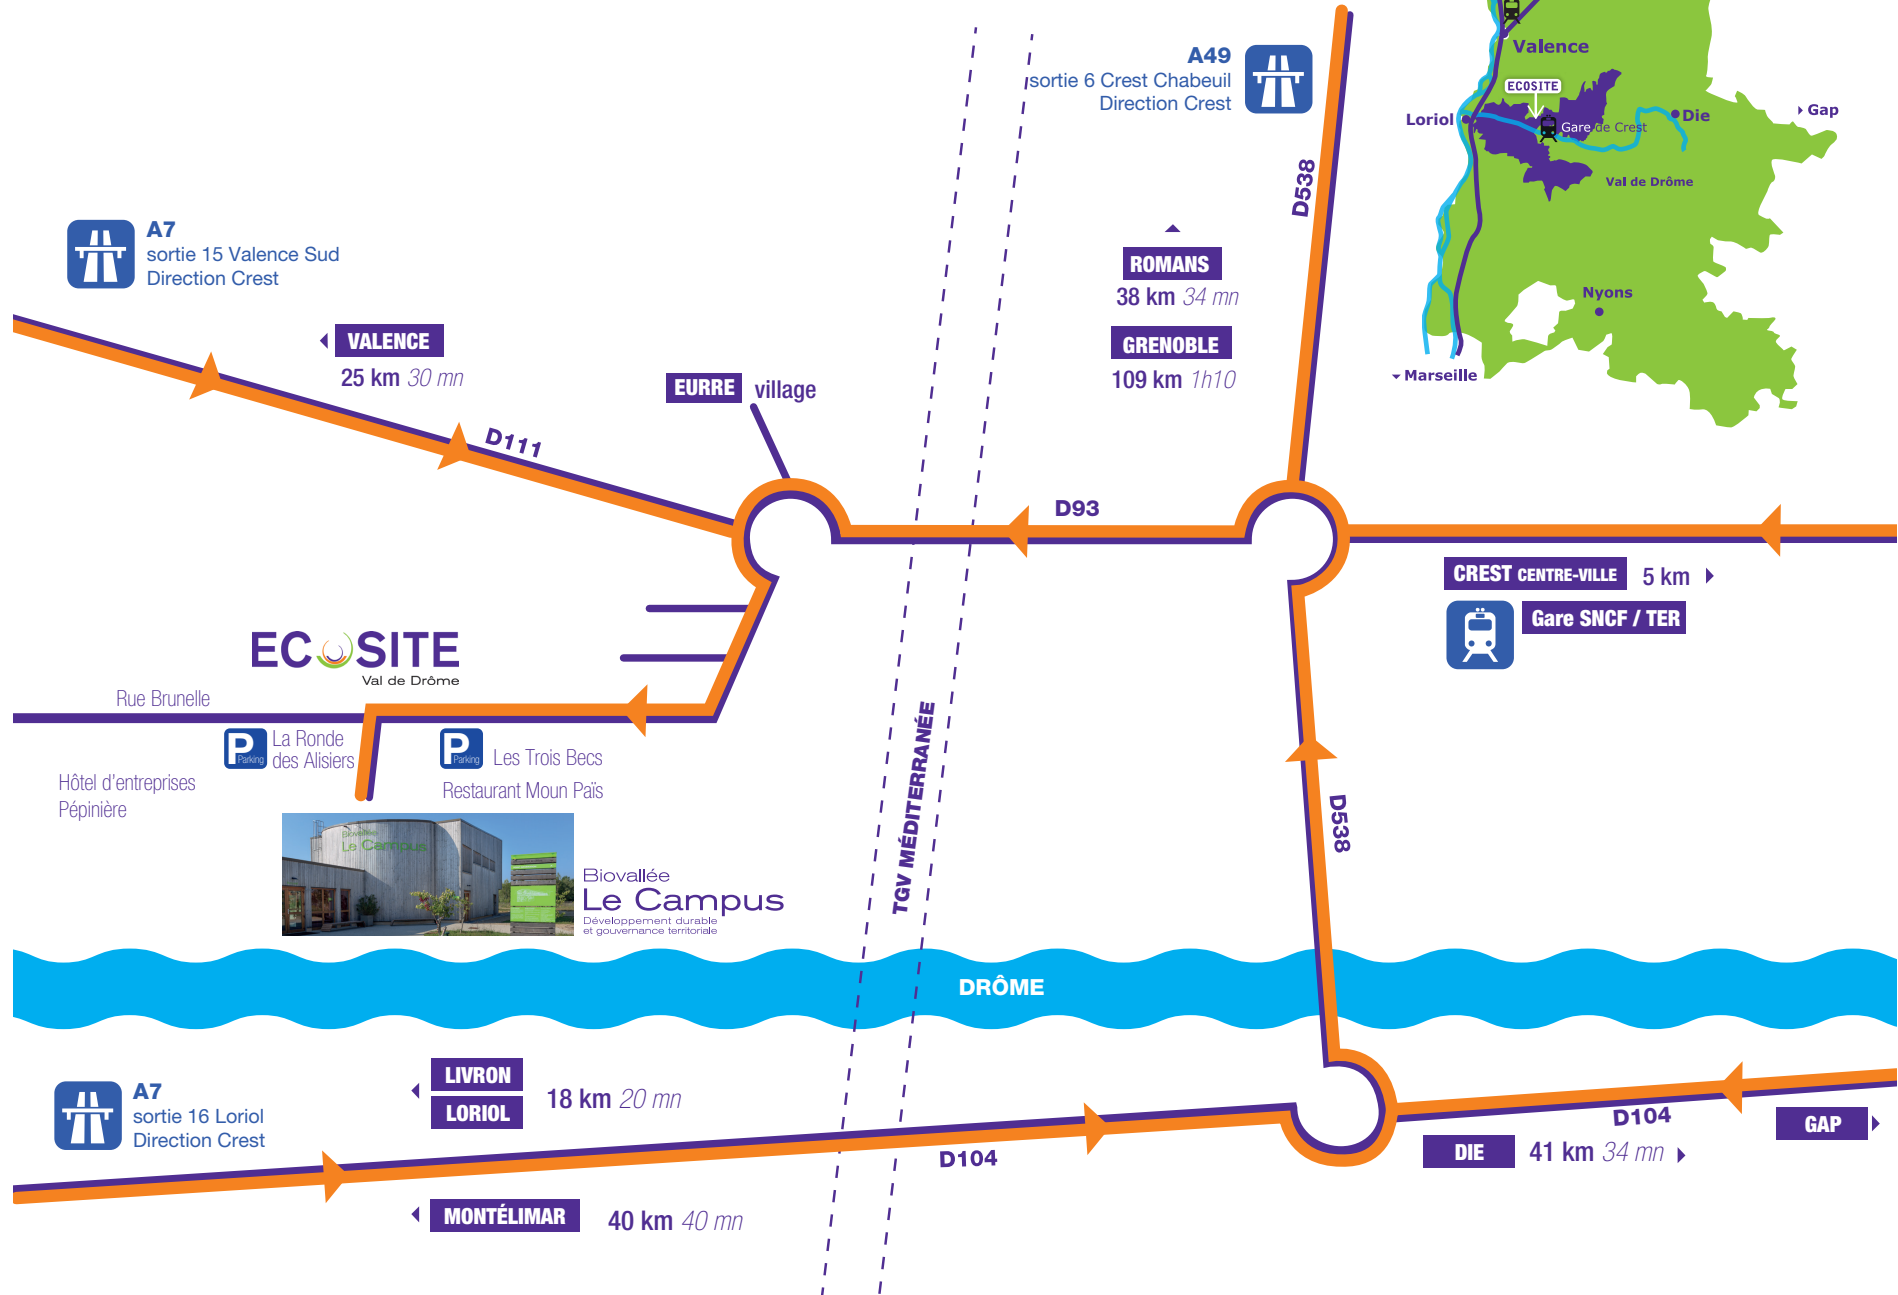 A49
sortie 6 Crest Chabeuil
Direction Crest
D538
Valence
ECOSITE
Loriol
Gare de Crest
Die
Gap
Val de Drôme
Nyons
Marseille
A7
sortie 15 Valence Sud
Direction Crest
VALENCE
25 km 30 mn
D111
ROMANS
38 km 34 mn
GRENOBLE
109 km 1h10
EURRE village
D93
CREST CENTRE-VILLE 5 km
Gare SNCF / TER
ECOSITE
Val de Drôme
Rue Brunelle
P
Parking
La Ronde
des Alisiers
P
Parking
Les Trois Becs
Restaurant Moun Païs
Hôtel d'entreprises
Pépinière
TGV MÉDITERRANÉE
D538
Biovallée
Le Campus
Biovallée
Le Campus
Développement durable
et gouvernance territoriale
DRÔME
A7
sortie 16 Loriol
Direction Crest
LIVRON
LORIOL
18 km 20 mn
D104
MONTÉLIMAR 40 km 40 mn
D104
DIE 41 km 34 mn
GAP